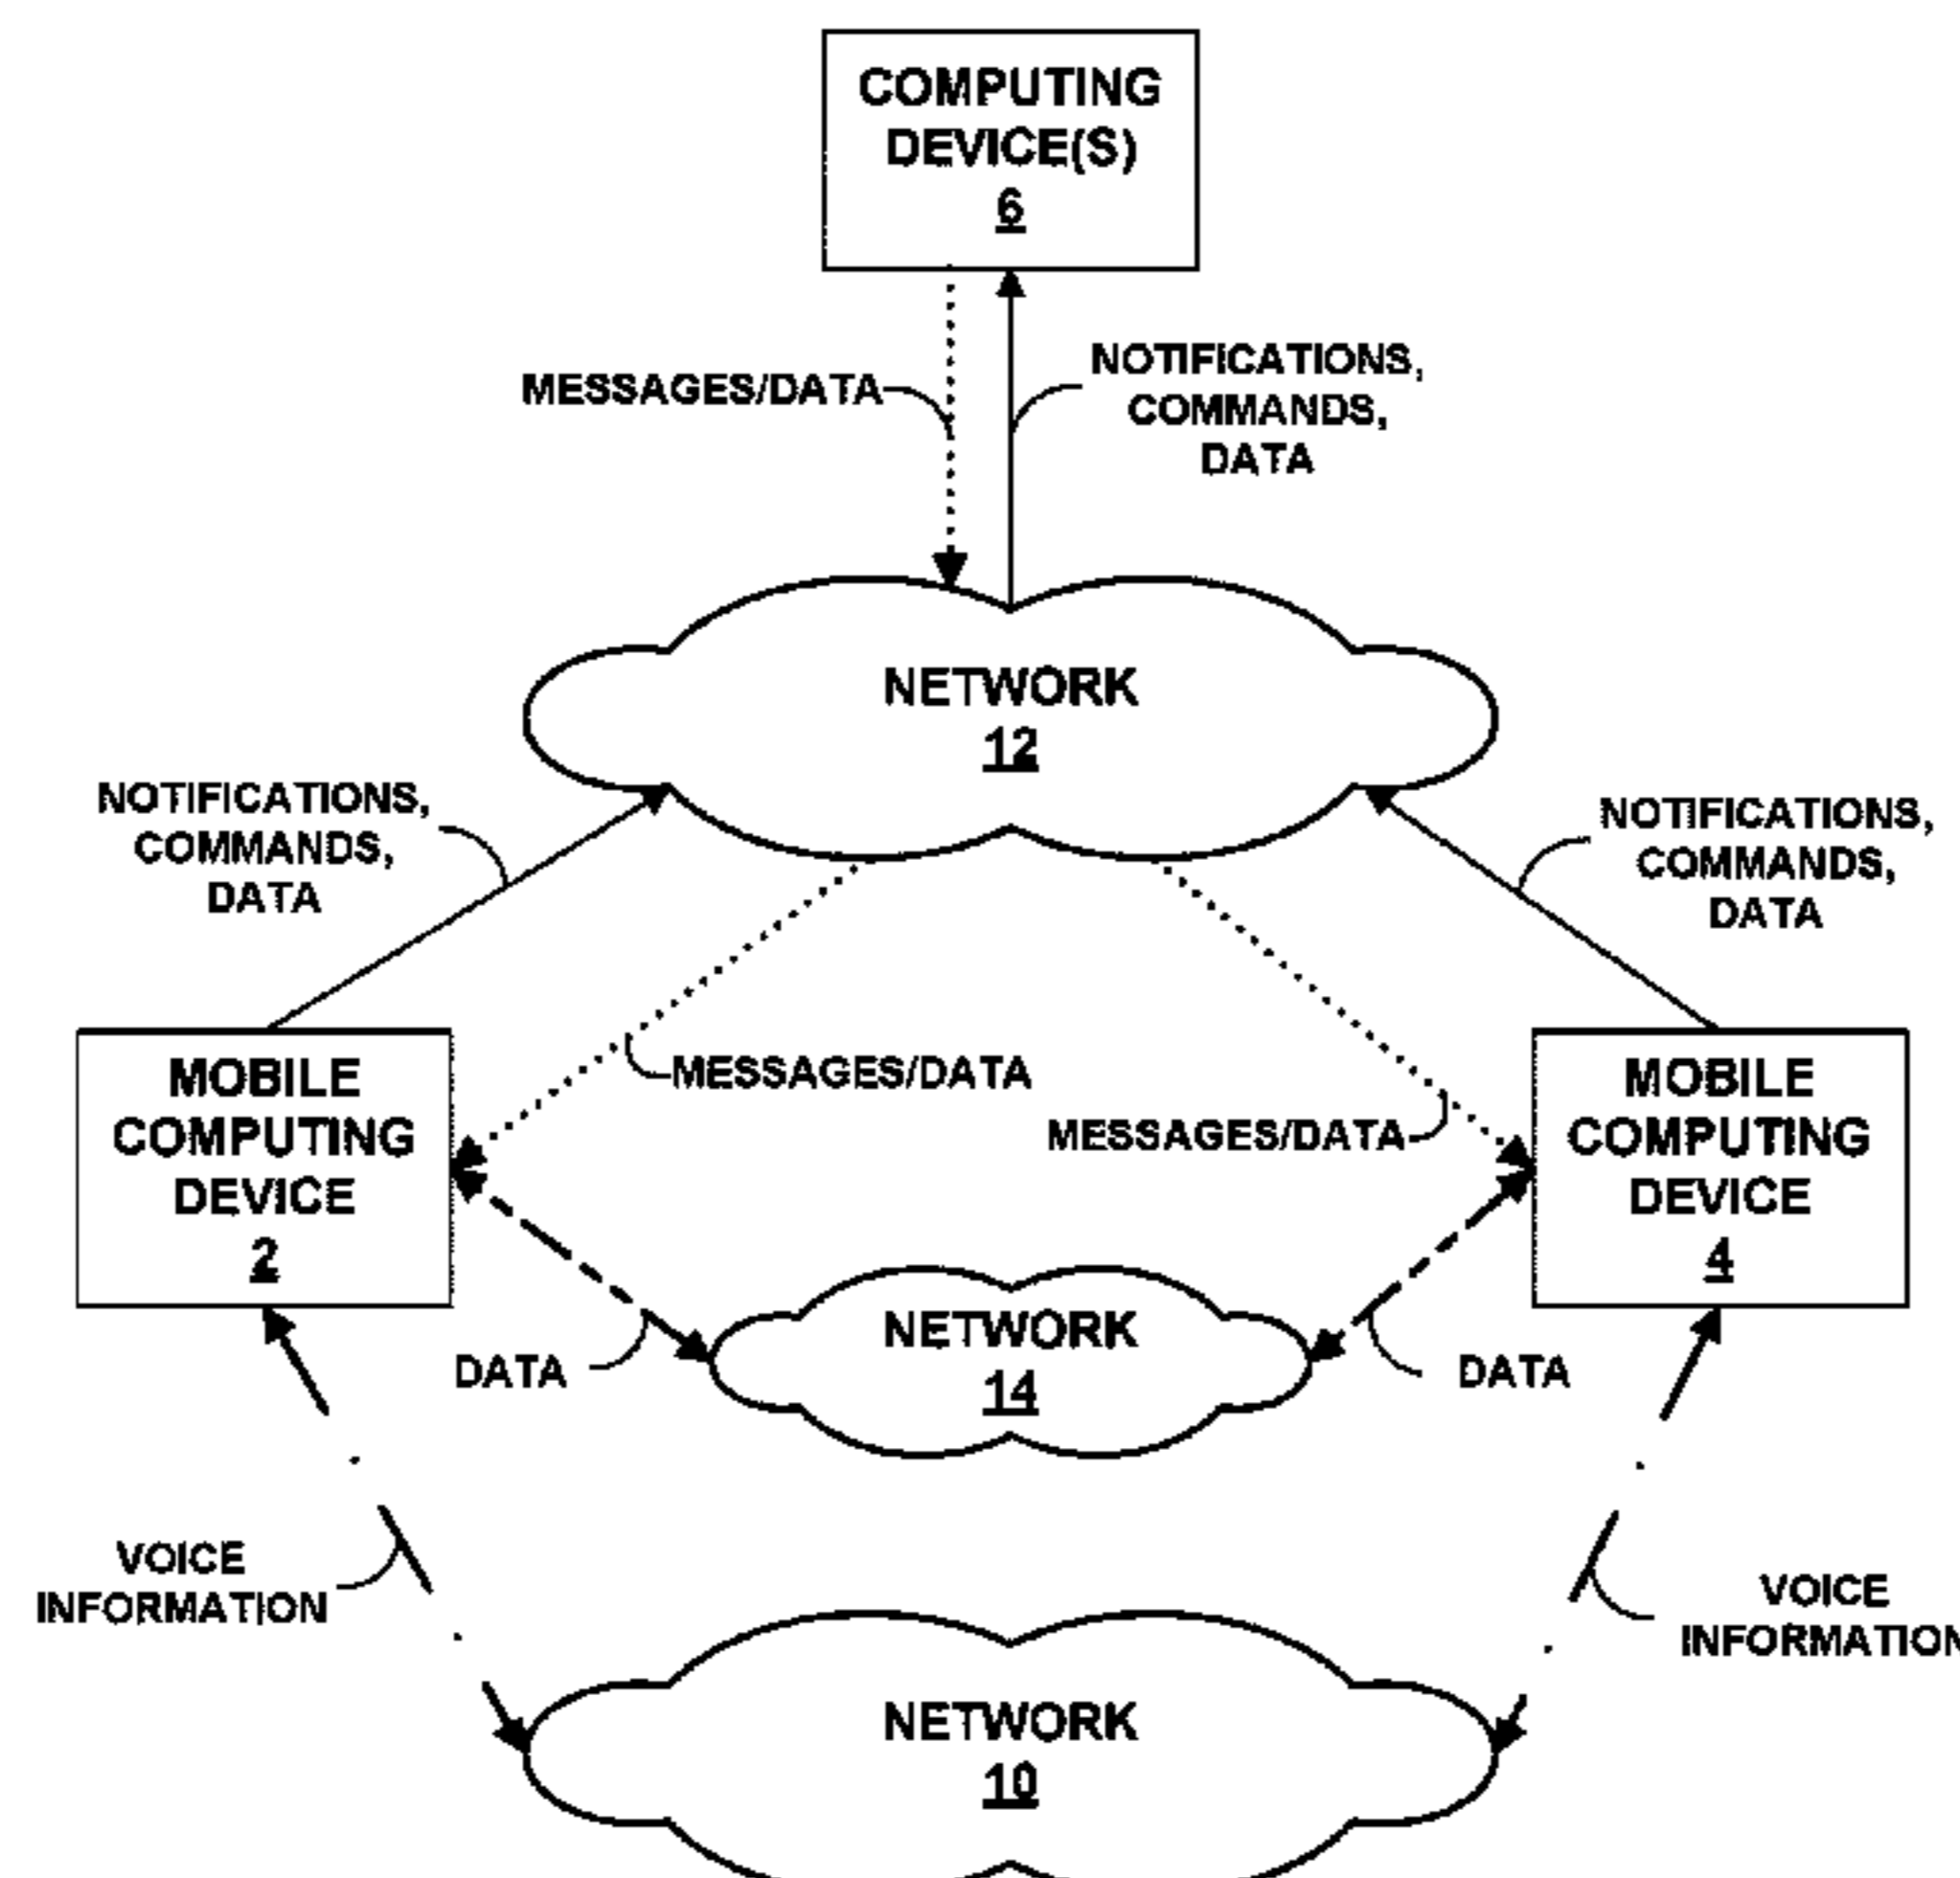 COMPUTING
DEVICE(S)
6
MESSAGES/DATA
NOTIFICATIONS,
COMMANDS,
DATA
NETWORK
12
NOTIFICATIONS,
COMMANDS,
DATA
NOTIFICATIONS,
COMMANDS,
DATA
MOBILE
COMPUTING
DEVICE
2
MESSAGES/DATA
MESSAGES/DATA
MOBILE
COMPUTING
DEVICE
4
DATA
NETWORK
14
DATA
VOICE
INFORMATION
VOICE
INFORMATION
NETWORK
10